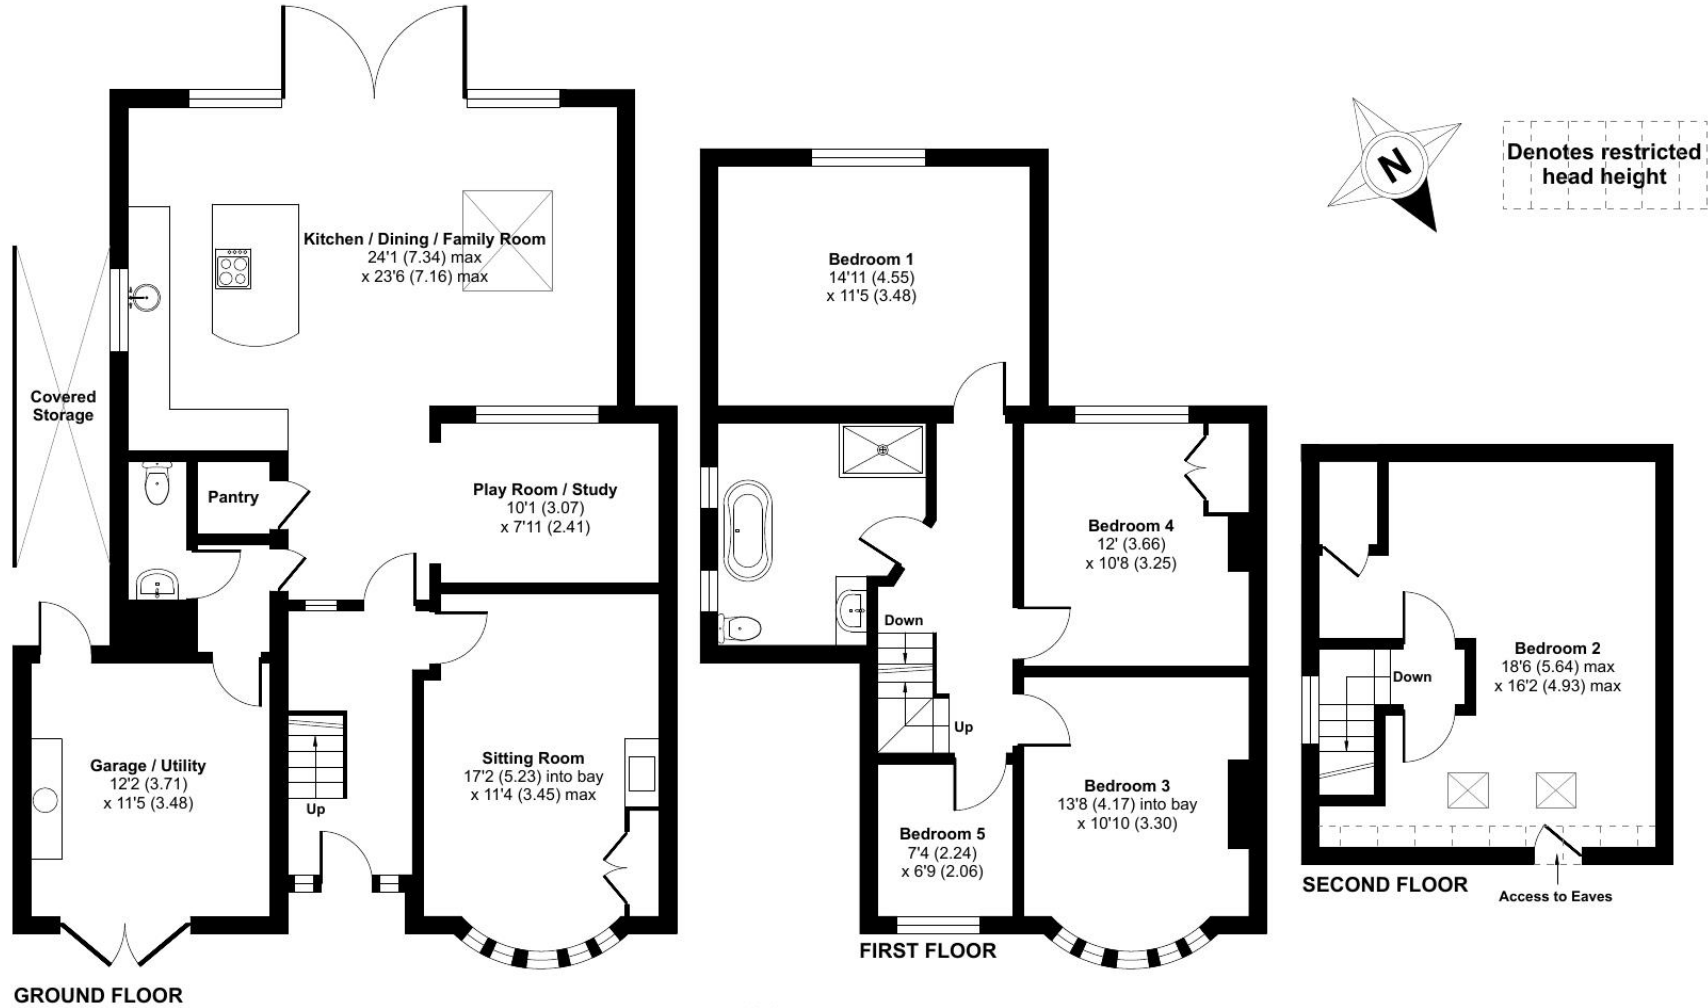 Kitchen / Dining / Family Room
24'1 (7.34) max
x 23'6 (7.16) max
Covered
Storage
Pantry
Play Room / Study
10'1 (3.07)
x 7'11 (2.41)
Garage / Utility
12'2 (3.71)
x 11'5 (3.48)
Up
Sitting Room
17'2 (5.23) into bay
x 11'4 (3.45) max
GROUND FLOOR
Bedroom 1
14'11 (4.55)
x 11'5 (3.48)
Bedroom 4
12' (3.66)
x 10'8 (3.25)
Down
Up
Bedroom 3
13'8 (4.17) into bay
x 10'10 (3.30)
Bedroom 5
7'4 (2.24)
x 6'9 (2.06)
FIRST FLOOR
N
Denotes restricted
head height
Bedroom 2
18'6 (5.64) max
x 16'2 (4.93) max
Down
SECOND FLOOR
Access to Eaves